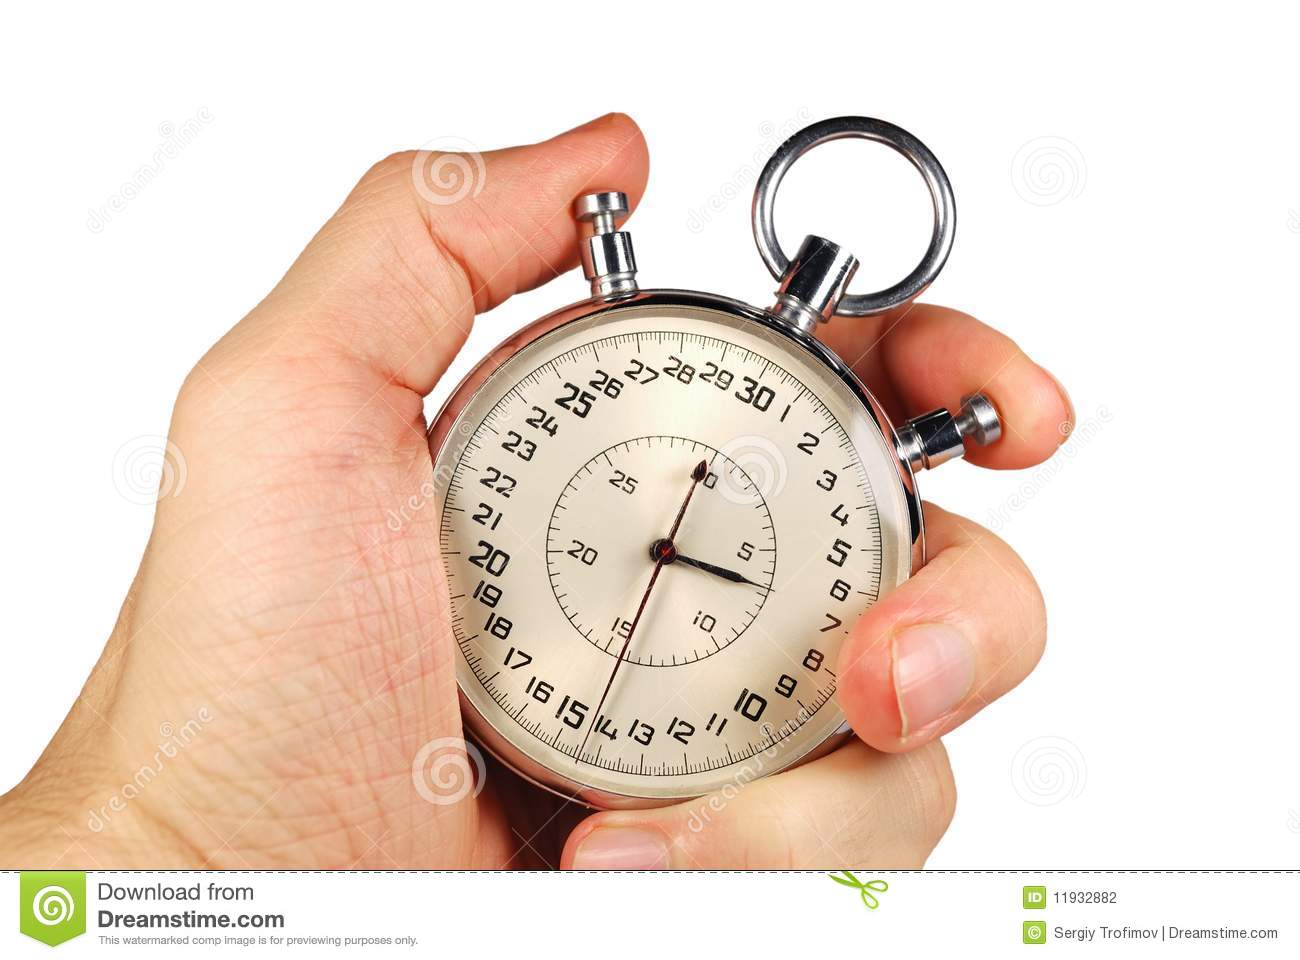 dreamstime
30 1 2 3 4 5 6 7 8 9 10 11 12 13 14 15 16 17 18 19 20 21 22 23 24 25 26 27 28 29
5 10 15 20 25
Download from
Dreamstime.com
This watermarked comp image is for previewing purposes only.
ID 11932882
© Sergiy Trofimov | Dreamstime.com